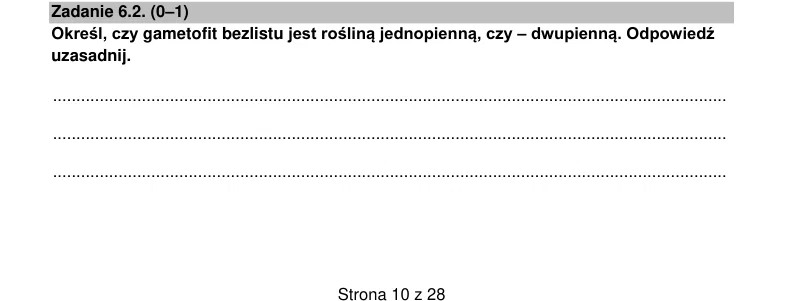 Zadanie 6.2. (0–1)
Określ, czy gametofit bezlistu jest rośliną jednopienną, czy – dwupienną. Odpowiedź
uzasadnij.
Strona 10 z 28